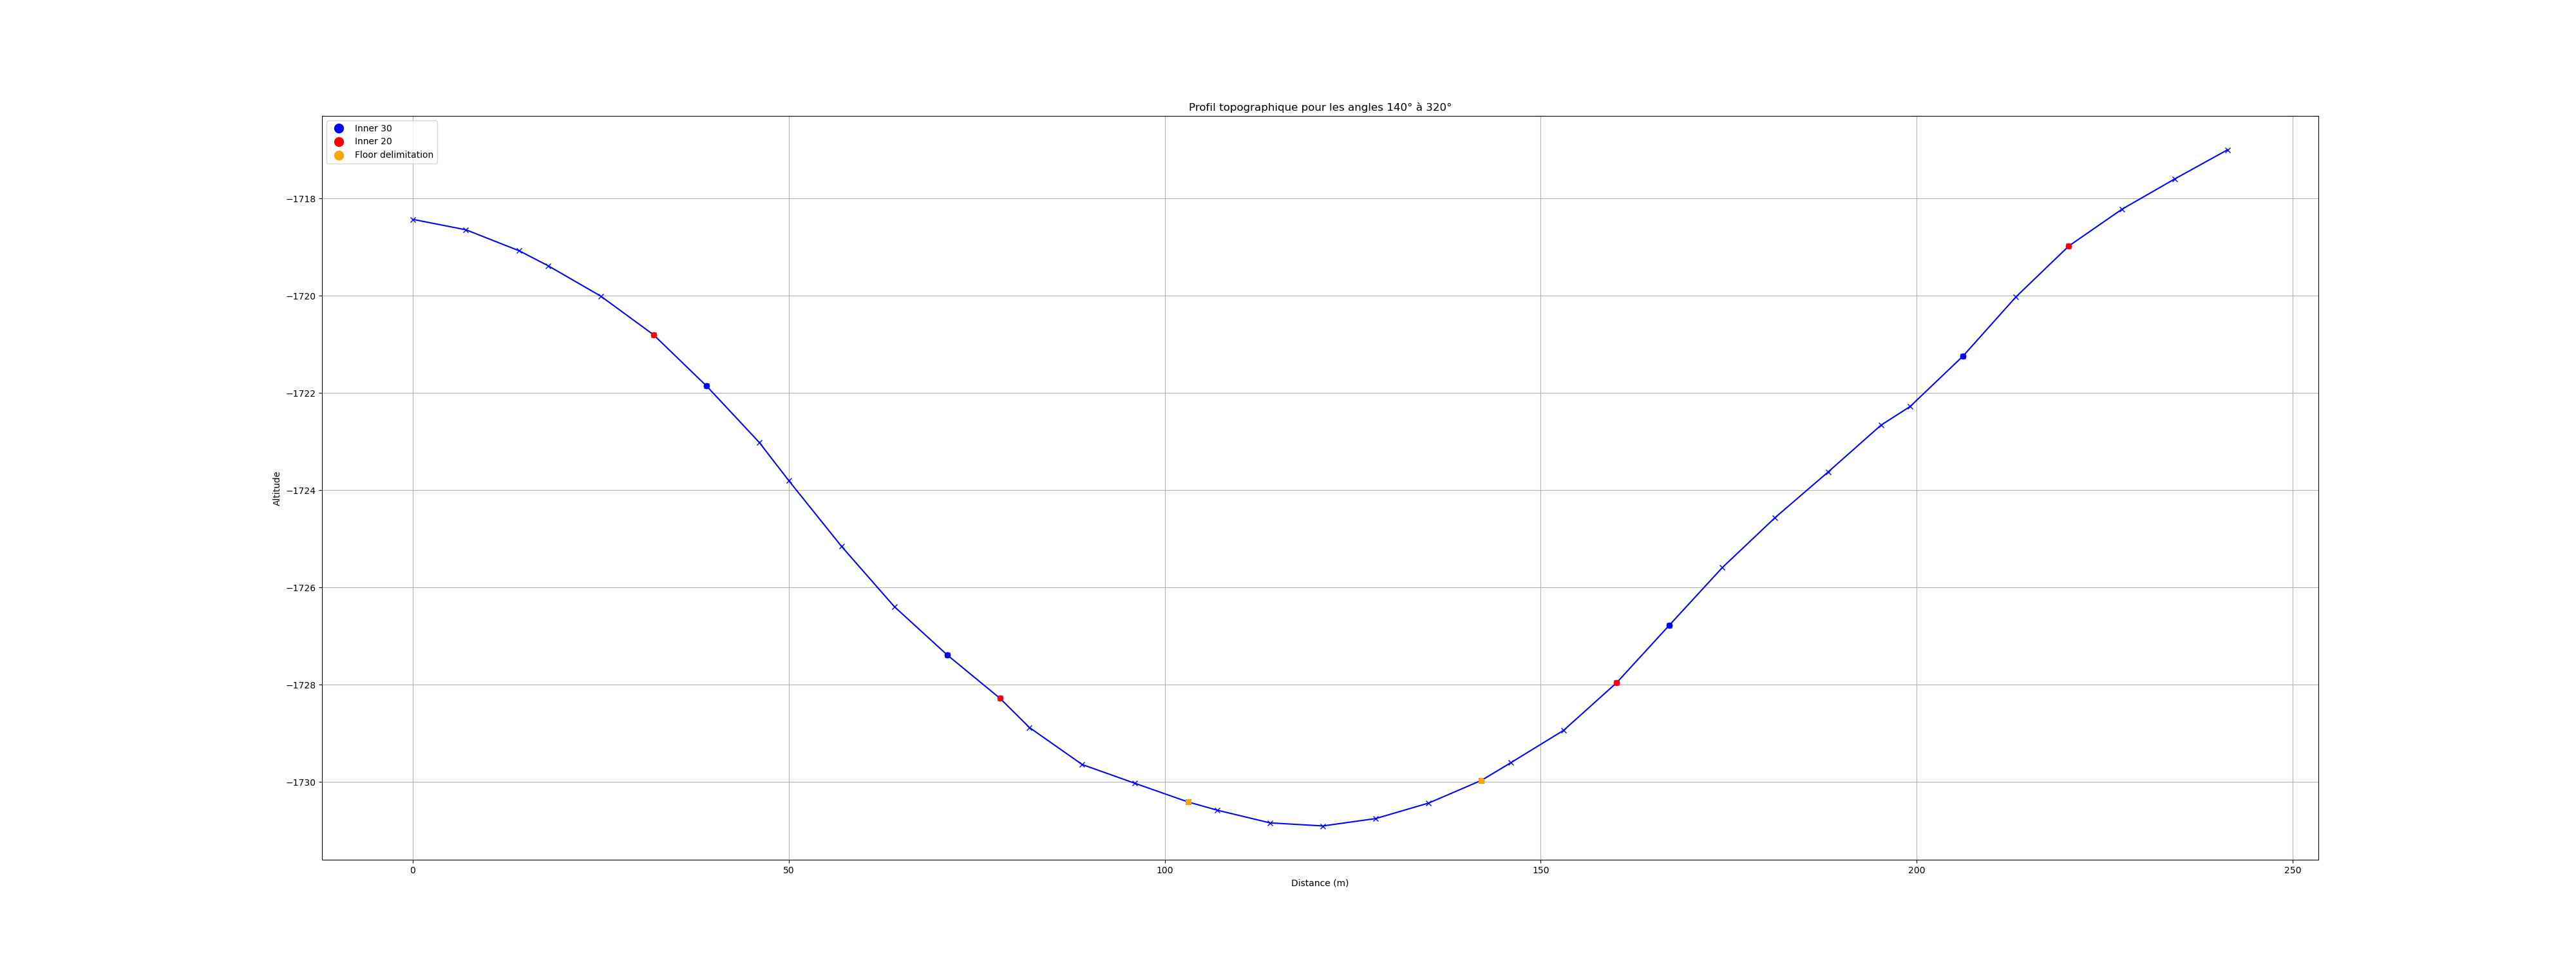 Profil topographique pour les angles 140° à 320°
Inner 30
Inner 20
Floor delimitation
Altitude
−1718
−1720
−1722
−1724
−1726
−1728
−1730
0 50 100 150 200 250
Distance (m)